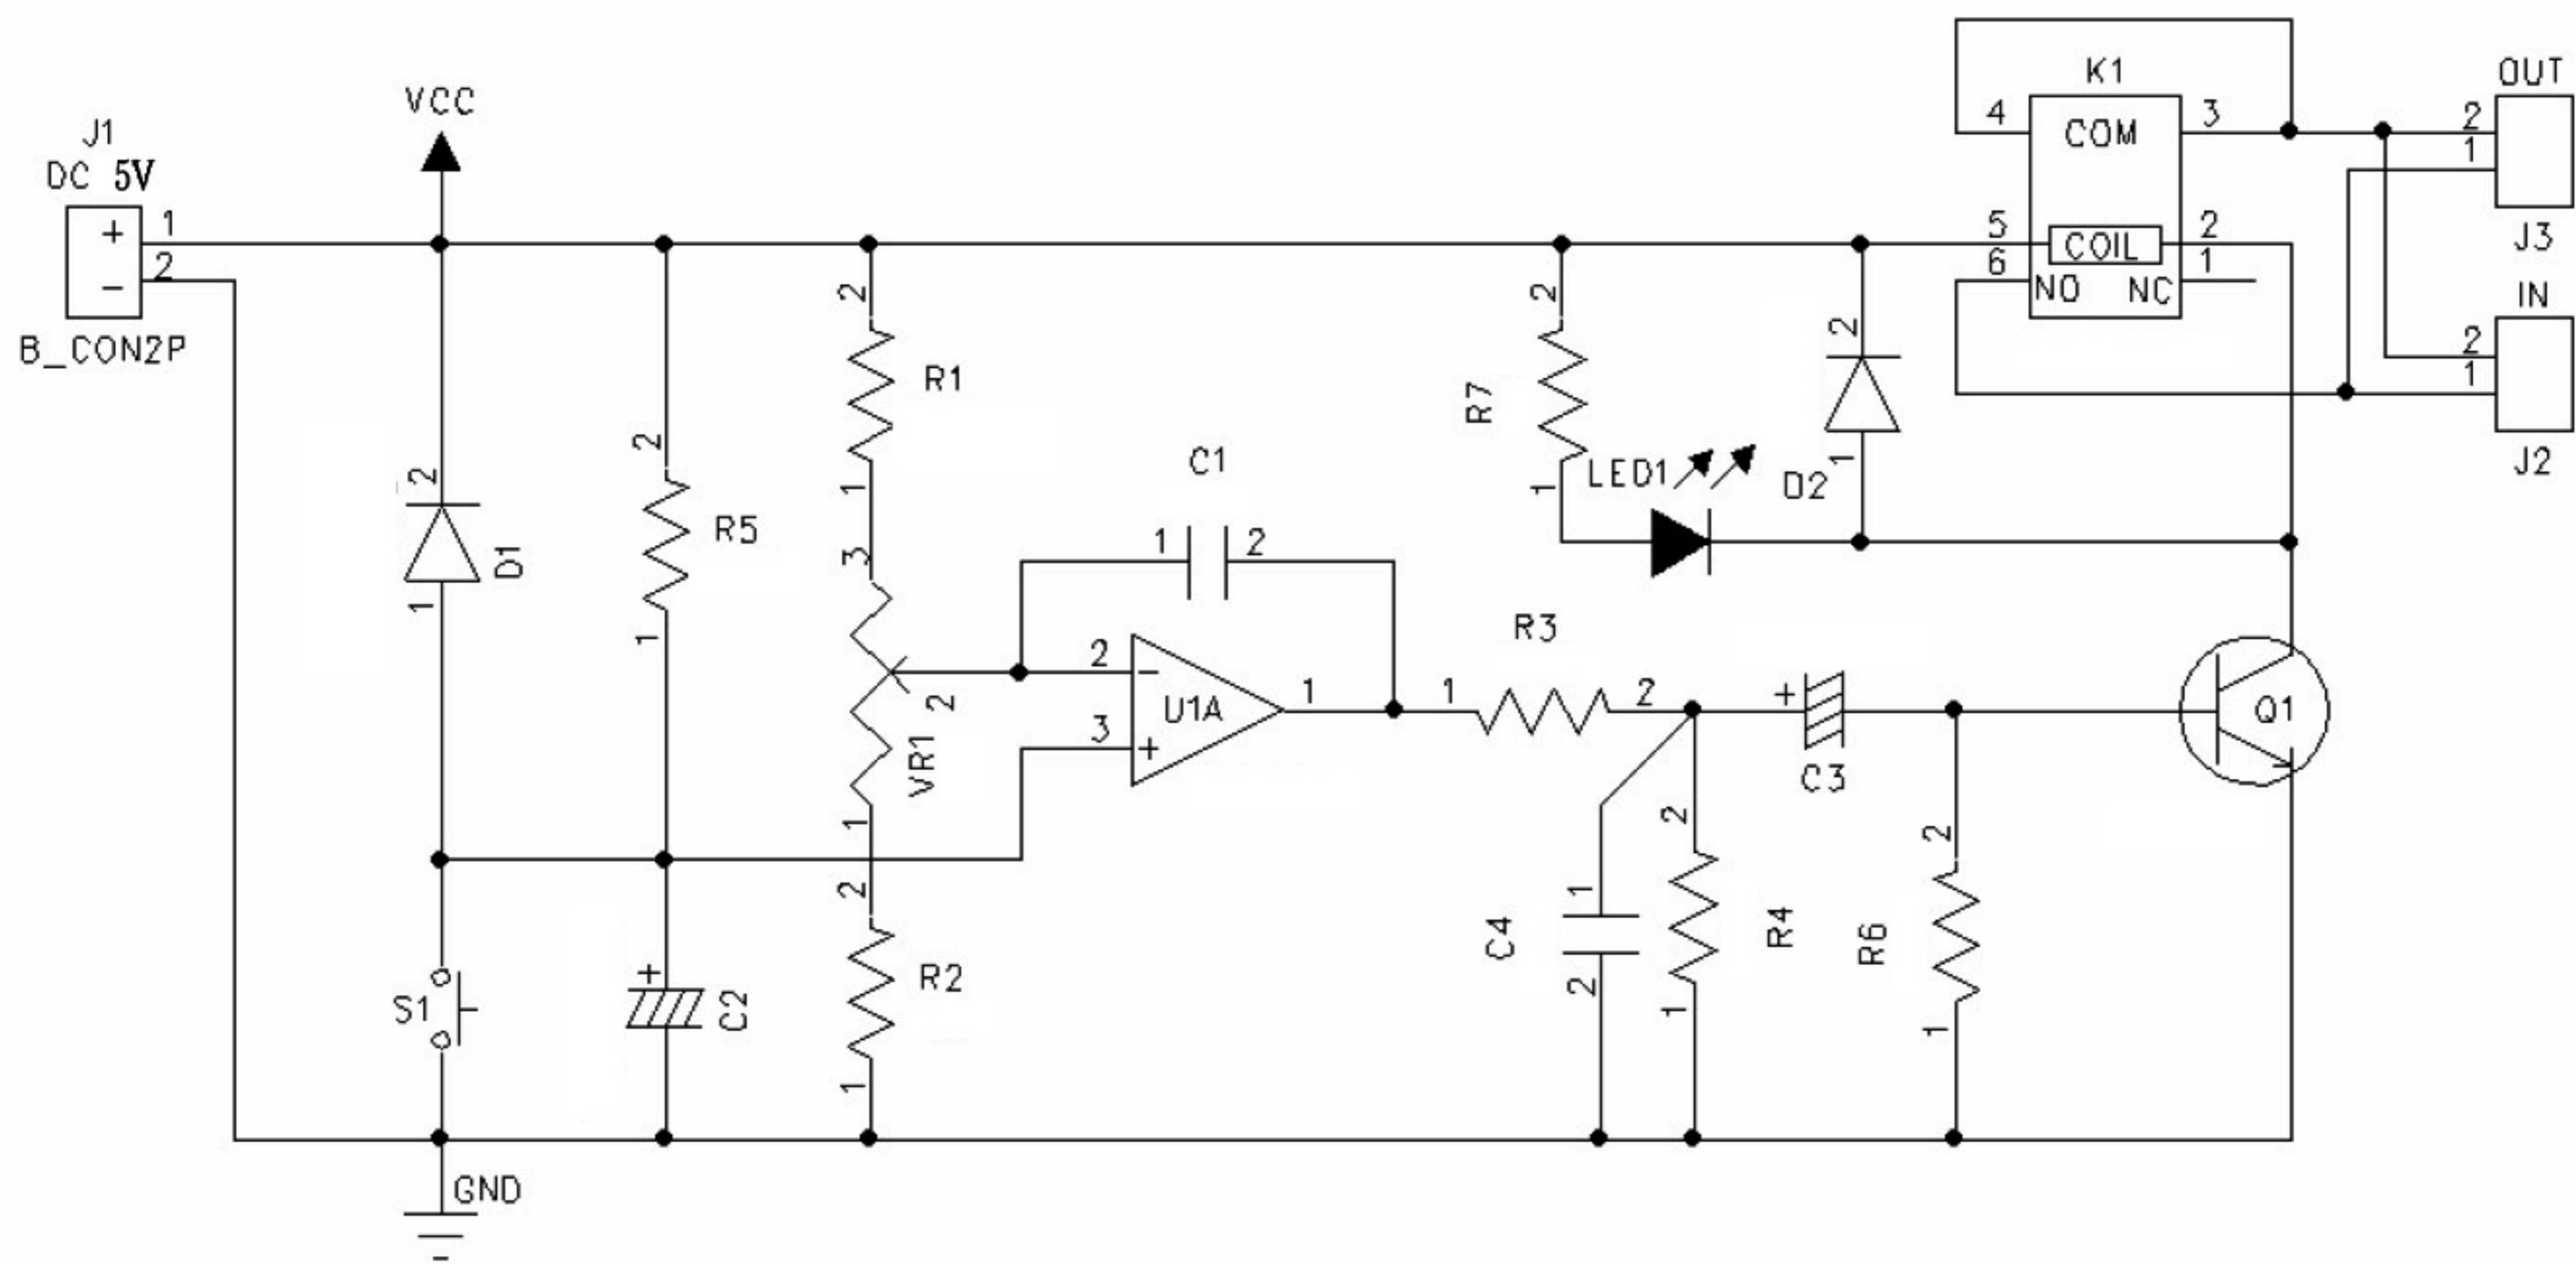 K1
OUT
VCC
4
COM
3
2
1
J1
DC 5V
+
1
2
−
B_CON2P
5
COIL
2
6
NO
NC
1
J3
IN
2
1
J2
2
R1
1
2
R7
1
LED1
2
D2
1
2
D1
1
2
R5
1
C1
1
2
3
VR1
2
1
2
−
3
+
U1A
1
R3
1
2
+
C3
Q1
2
R2
1
S1
+
C2
C4
1
2
2
R4
1
2
R6
1
GND